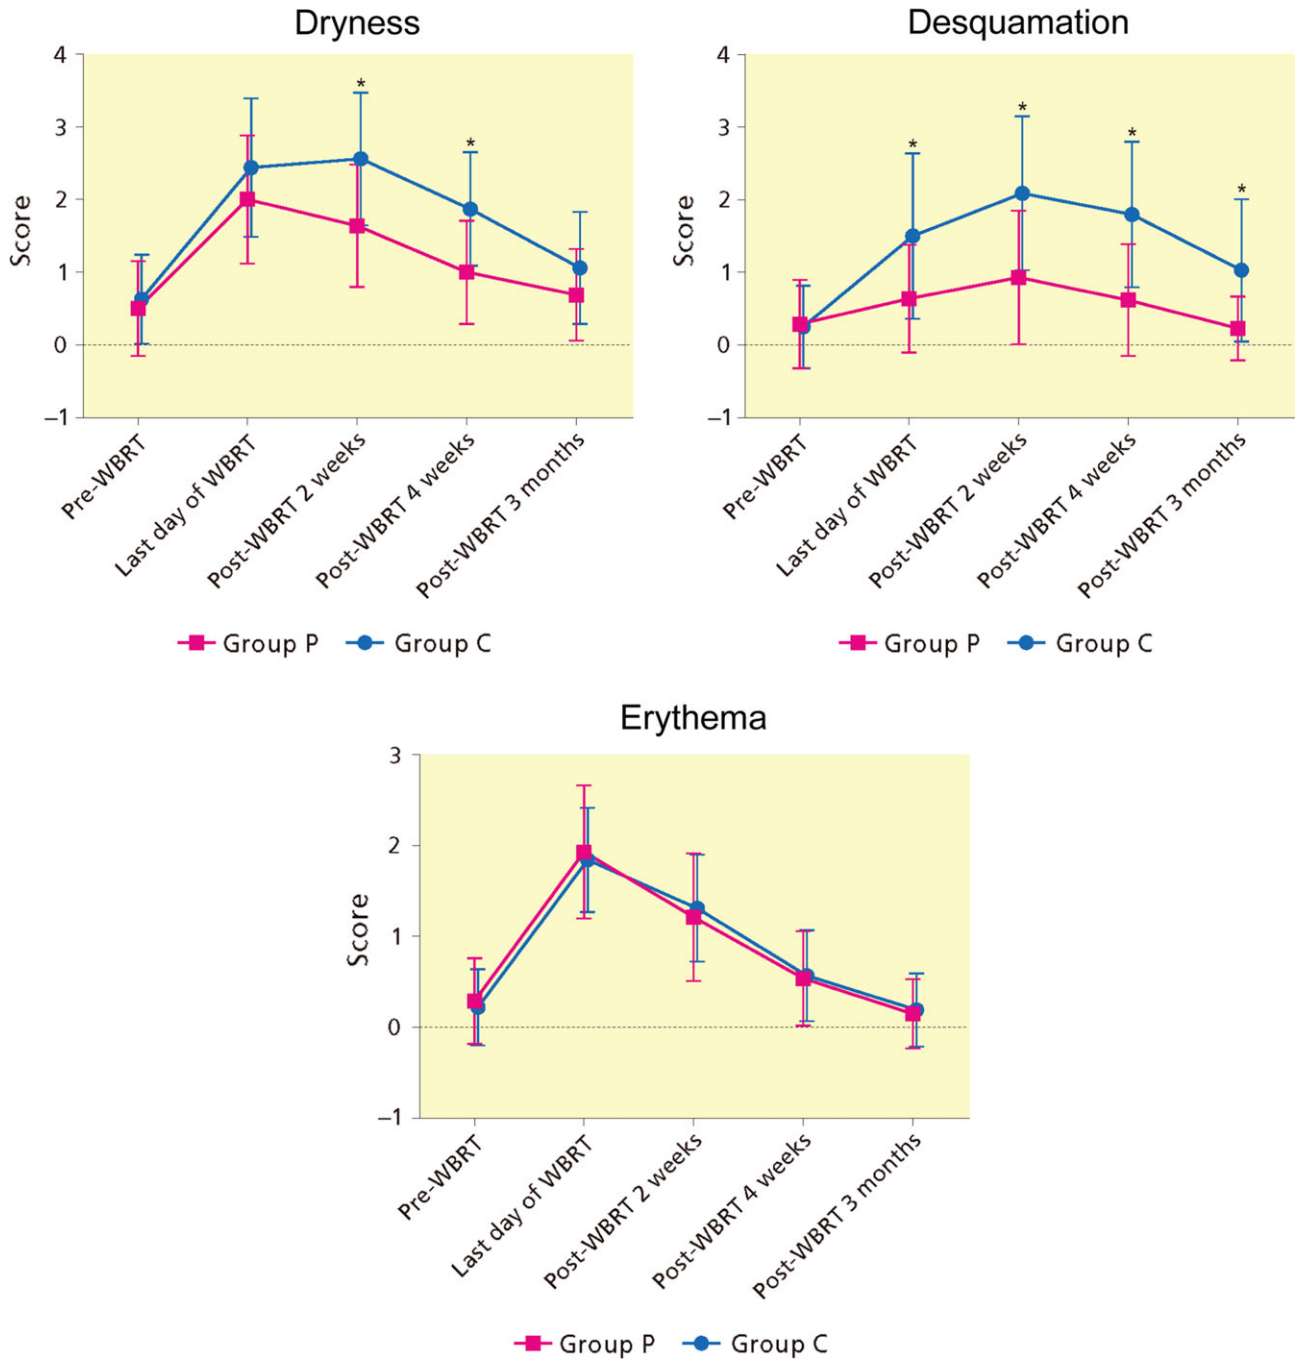 Dryness
4
3
2
1
0
–1
Score
*
*
Pre-WBRT
Last day of WBRT
Post-WBRT 2 weeks
Post-WBRT 4 weeks
Post-WBRT 3 months
Group P Group C
Desquamation
4
3
2
1
0
–1
Score
*
*
*
*
Pre-WBRT
Last day of WBRT
Post-WBRT 2 weeks
Post-WBRT 4 weeks
Post-WBRT 3 months
Group P Group C
Erythema
3
2
1
0
–1
Score
Pre-WBRT
Last day of WBRT
Post-WBRT 2 weeks
Post-WBRT 4 weeks
Post-WBRT 3 months
Group P Group C